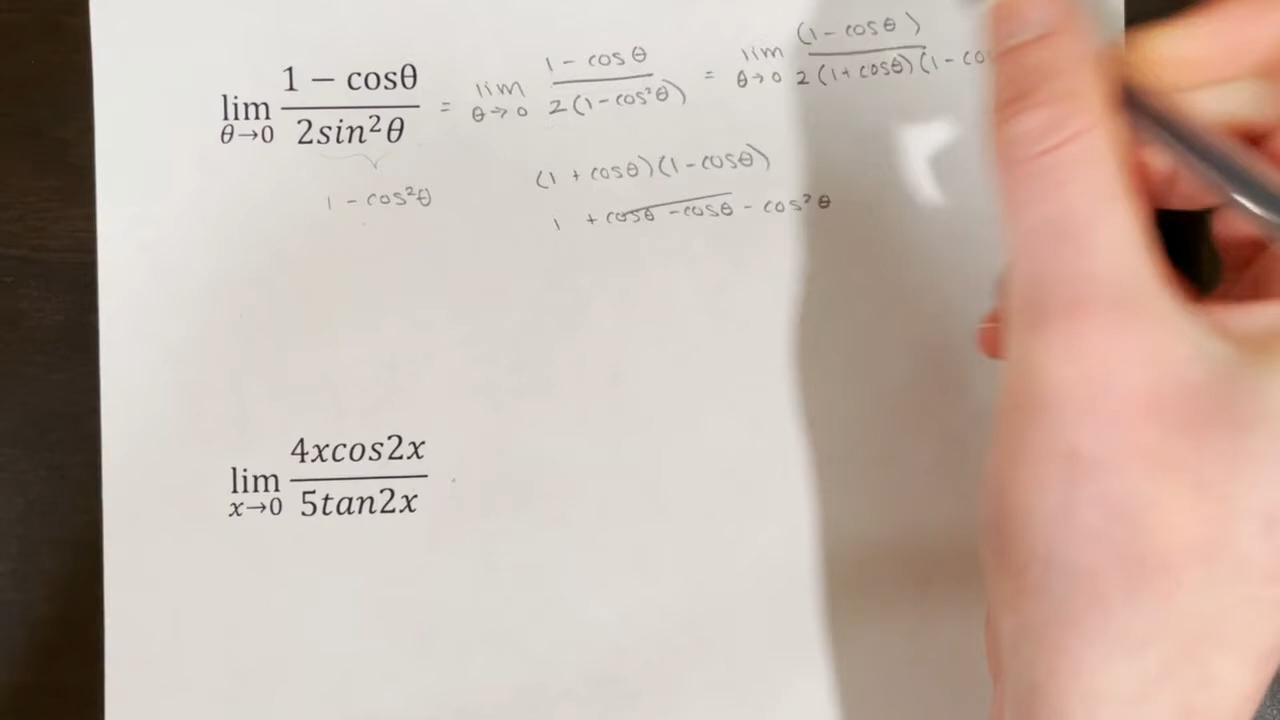 lim θ→0 (1 − cosθ)/(2sin²θ) = lim θ→0 (1 - cosθ)/(2(1-cos²θ)) = lim θ→0 (1-cosθ)/(2(1+cosθ)(1-co
1 - cos²θ
(1 + cosθ)(1-cosθ)
1 + cosθ - cosθ - cos²θ
lim x→0 (4xcos2x)/(5tan2x)